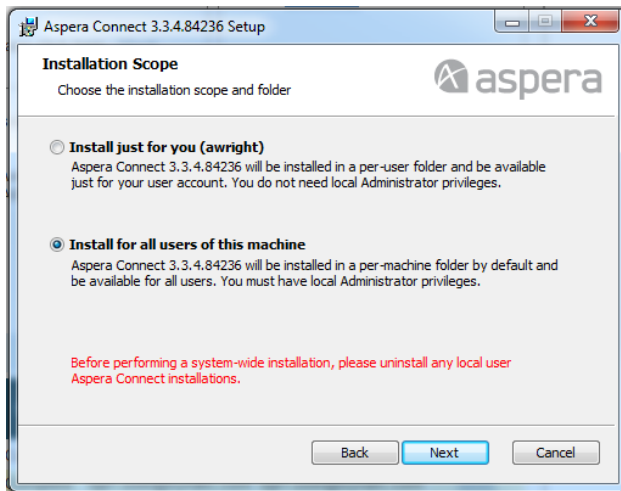 Aspera Connect 3.3.4.84236 Setup
Installation Scope
Choose the installation scope and folder
aspera
Install just for you (awright)
Aspera Connect 3.3.4.84236 will be installed in a per-user folder and be available
just for your user account. You do not need local Administrator privileges.
Install for all users of this machine
Aspera Connect 3.3.4.84236 will be installed in a per-machine folder by default and
be available for all users. You must have local Administrator privileges.
Before performing a system-wide installation, please uninstall any local user
Aspera Connect installations.
Back
Next
Cancel